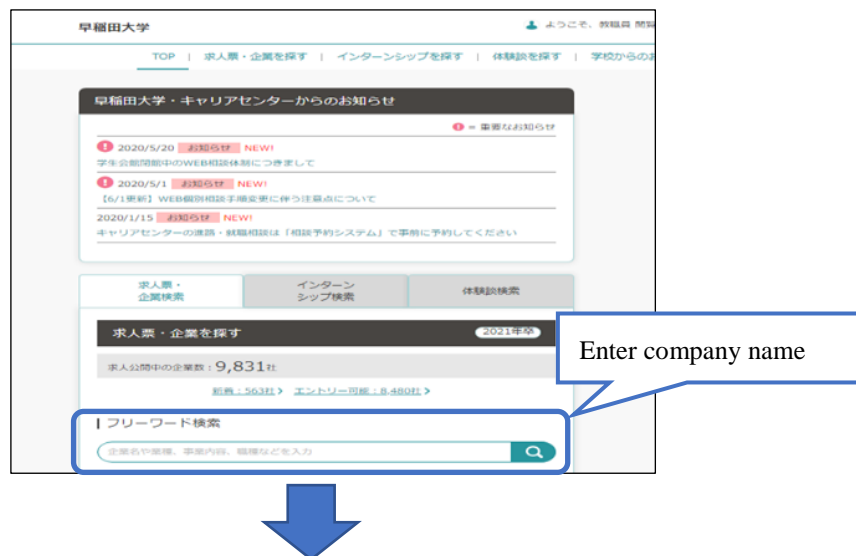 早稲田大学
ようこそ、教職員 閲覧
TOP | 求人票・企業を探す | インターンシップを探す | 体験談を探す | 学校からのお
早稲田大学・キャリアセンターからのお知らせ
! = 重要なお知らせ
! 2020/5/20 お知らせ NEW!
学生会館閉館中のWEB相談体制につきまして
! 2020/5/1 お知らせ NEW!
【6/1更新】WEB個別相談手順変更に伴う注意点について
2020/1/15 お知らせ NEW!
キャリアセンターの進路・就職相談は「相談予約システム」で事前に予約してください
求人票・
企業検索
インターン
シップ検索
体験談検索
求人票・企業を探す
2021年卒
求人公開中の企業数：9,831社
新着：563社 > エントリー可能：8,480社 >
フリーワード検索
企業名や業種、事業内容、職種などを入力
Enter company name